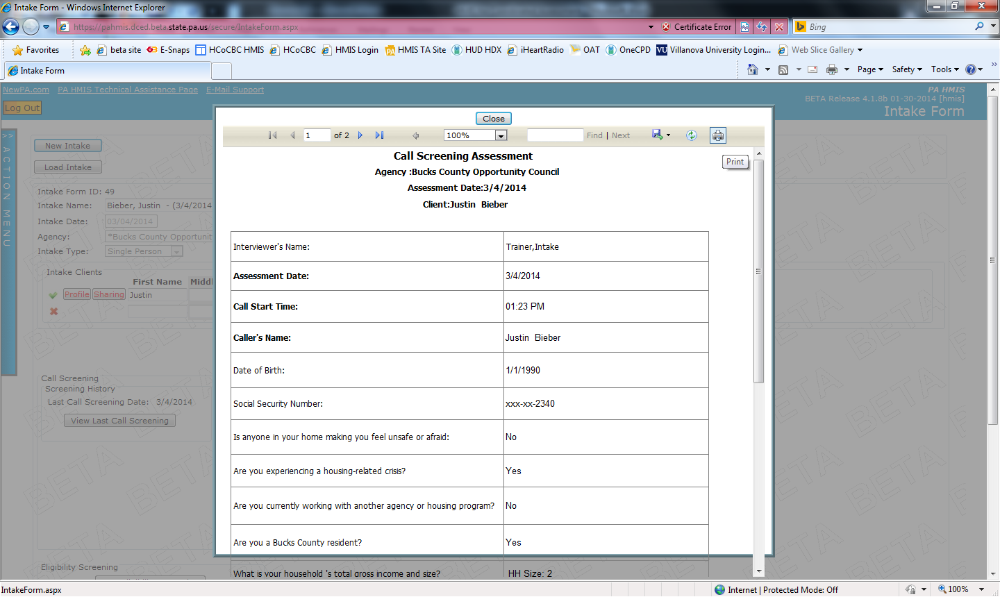 Intake Form - Windows Internet Explorer
https://pahmis.dced.beta.state.pa.us/secure/IntakeForm.aspx
Certificate Error
Bing
Favorites
beta site
E-Snaps
HCoCBC HMIS
HCoCBC
HMIS Login
HMIS TA Site
HUD HDX
iHeartRadio
OAT
OneCPD
VU Villanova University Login...
Web Slice Gallery
Intake Form
Page
Safety
Tools
NewPA.com PA HMIS Technical Assistance Page E-Mail Support
PA HMIS
BETA Release 4.1.8b 01-30-2014 [hmis]
Intake Form
Log Out
>> ACTION MENU
New Intake
Load Intake
Intake Form ID: 49
Intake Name: Bieber, Justin - (3/4/2014
Intake Date: 03/04/2014
Agency: *Bucks County Opportunit
Intake Type: Single Person
Intake Clients
First Name Middl
Profile Sharing Justin
Call Screening
Screening History
Last Call Screening Date: 3/4/2014
View Last Call Screening
Eligibility Screening
Close
1 of 2
100%
Find | Next
Print
Call Screening Assessment
Agency :Bucks County Opportunity Council
Assessment Date:3/4/2014
Client:Justin Bieber
Interviewer's Name: Trainer,Intake
Assessment Date: 3/4/2014
Call Start Time: 01:23 PM
Caller's Name: Justin Bieber
Date of Birth: 1/1/1990
Social Security Number: xxx-xx-2340
Is anyone in your home making you feel unsafe or afraid: No
Are you experiencing a housing-related crisis? Yes
Are you currently working with another agency or housing program? No
Are you a Bucks County resident? Yes
What is your household 's total gross income and size? HH Size: 2
IntakeForm.aspx
Internet | Protected Mode: Off
100%